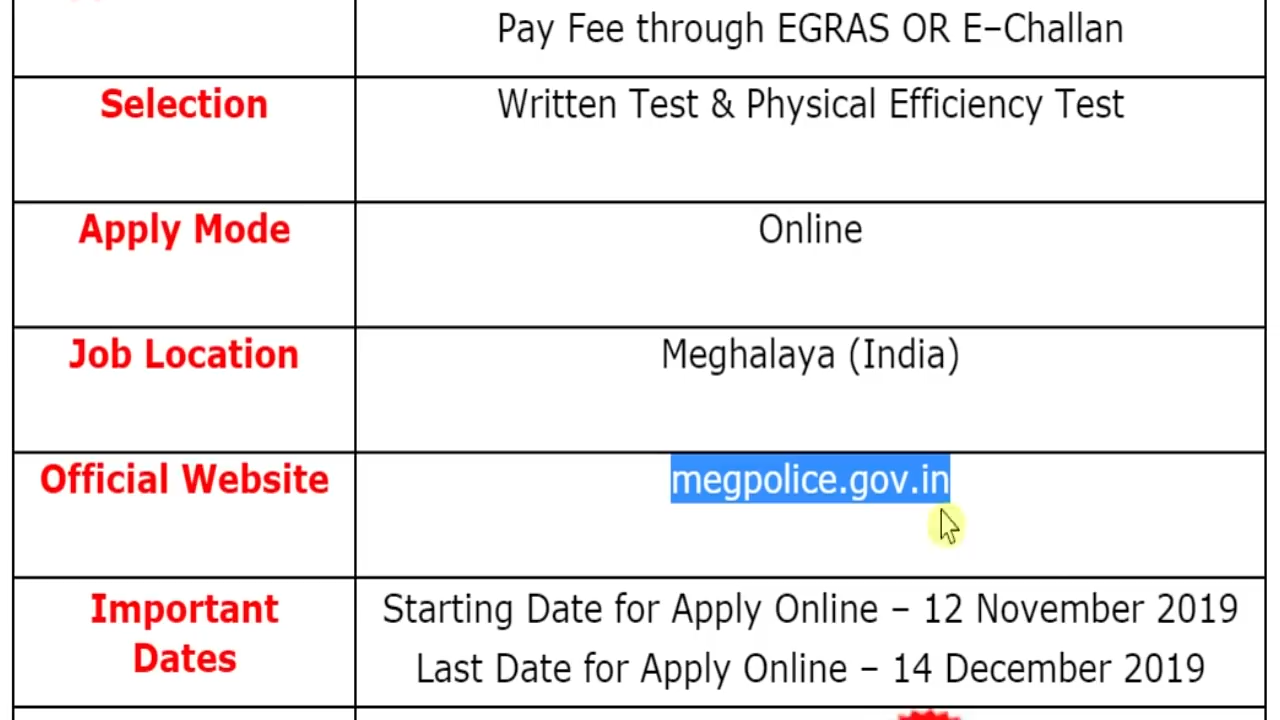 Pay Fee through EGRAS OR E–Challan
Selection
Written Test & Physical Efficiency Test
Apply Mode
Online
Job Location
Meghalaya (India)
Official Website
megpolice.gov.in
Important
Dates
Starting Date for Apply Online – 12 November 2019
Last Date for Apply Online – 14 December 2019